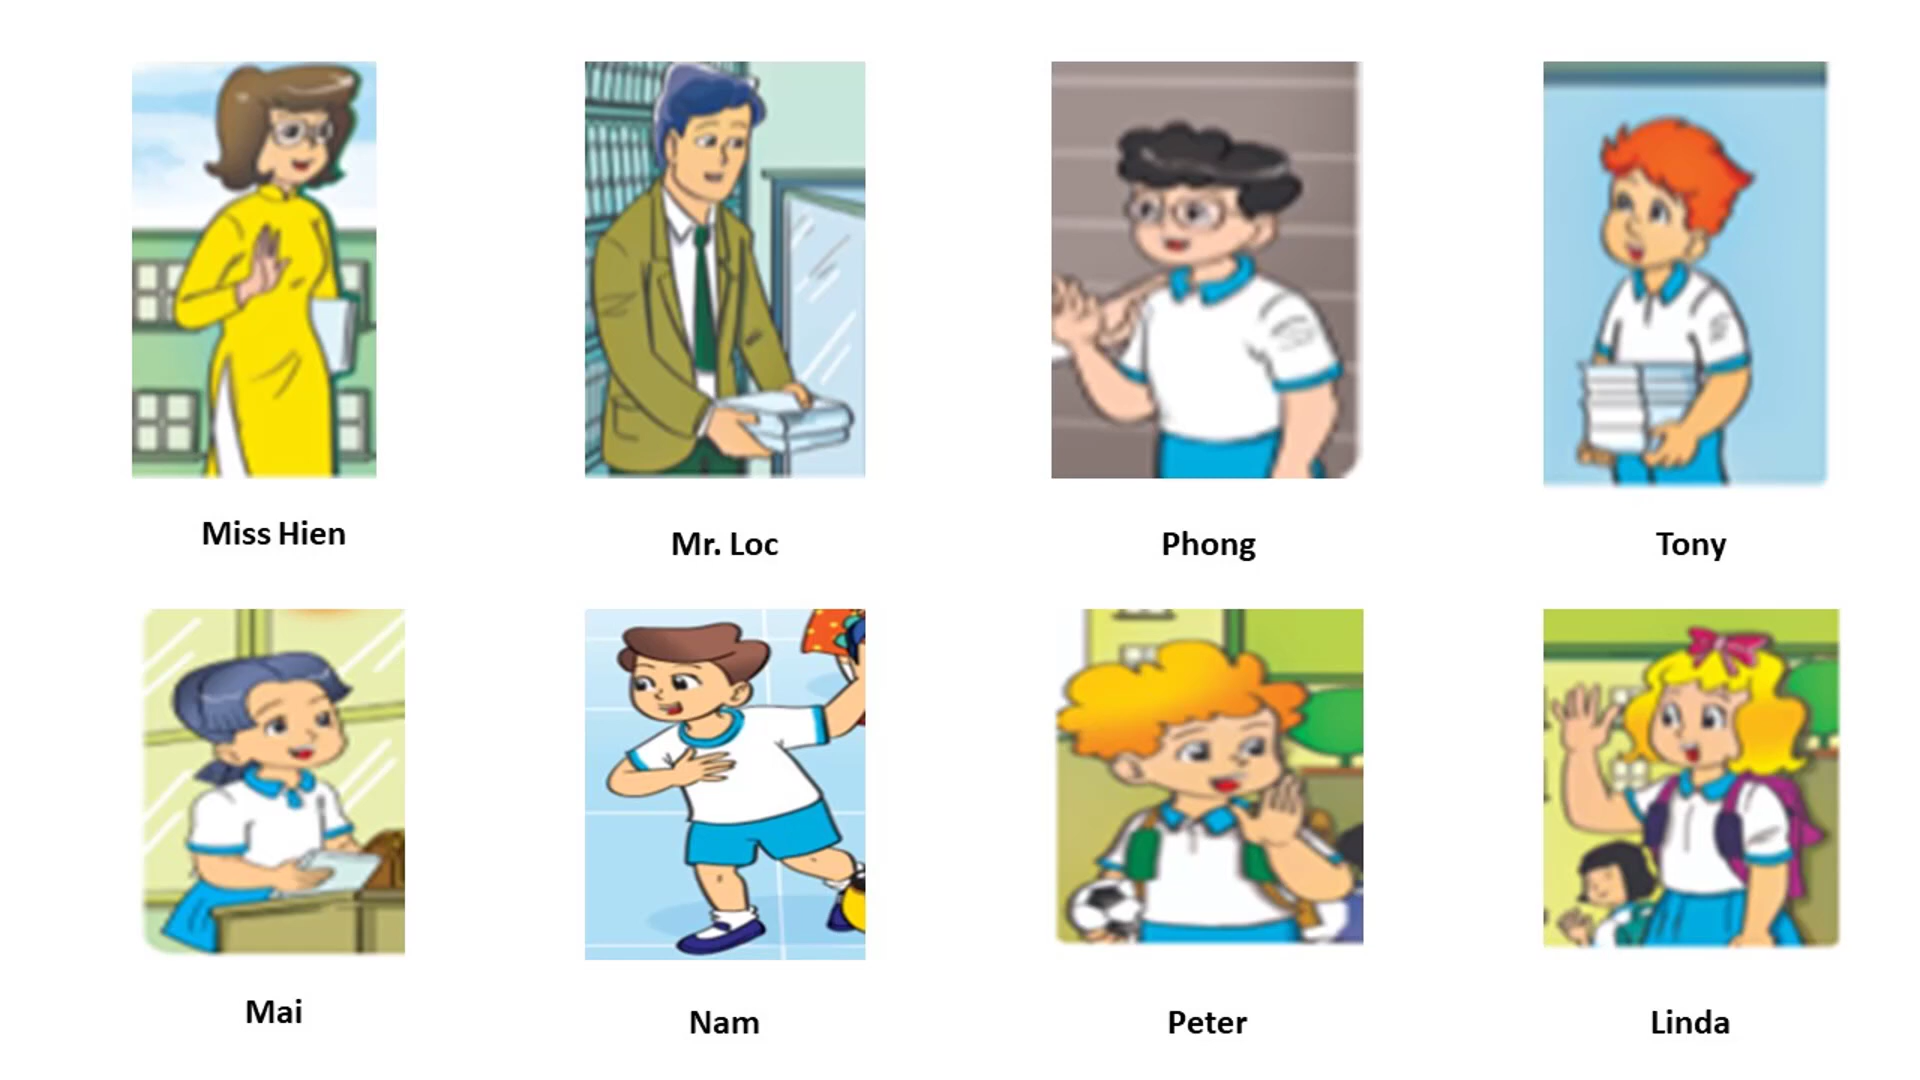 Miss Hien
Mr. Loc
Phong
Tony
Mai
Nam
Peter
Linda